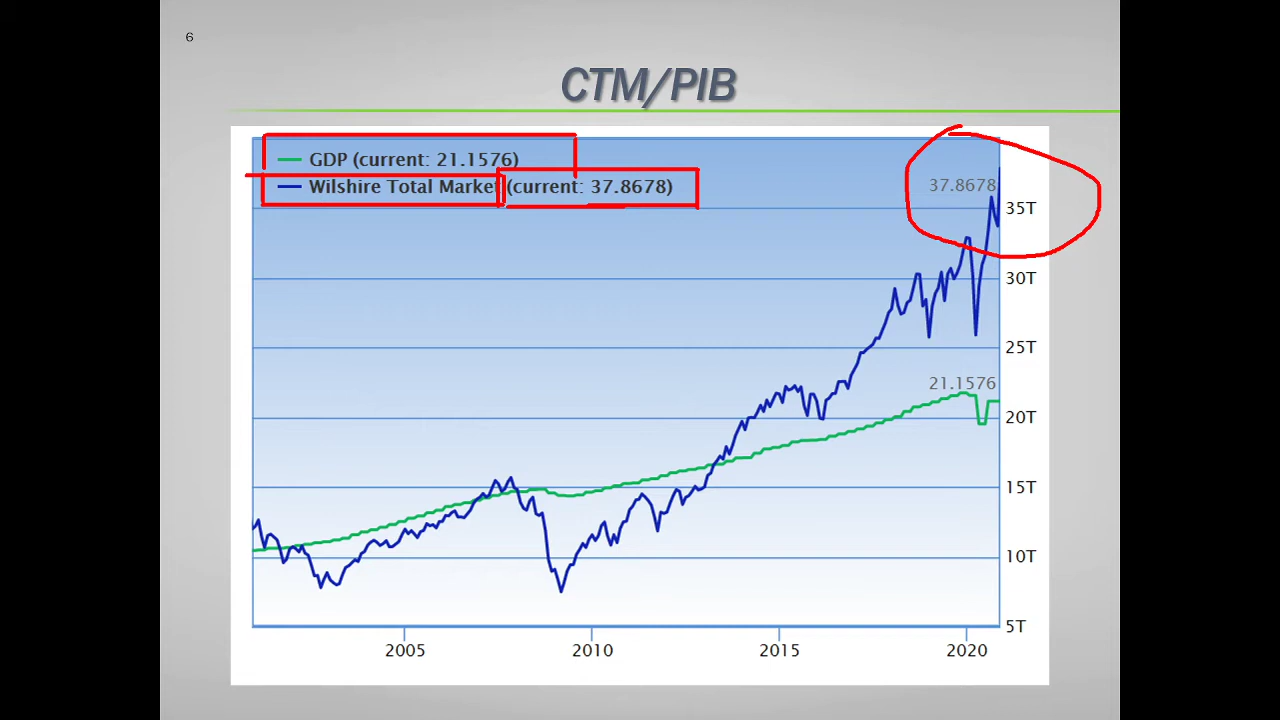 6
CTM/PIB
GDP (current: 21.1576)
Wilshire Total Market (current: 37.8678)
37.8678
35T
30T
25T
21.1576
20T
15T
10T
5T
2005 2010 2015 2020